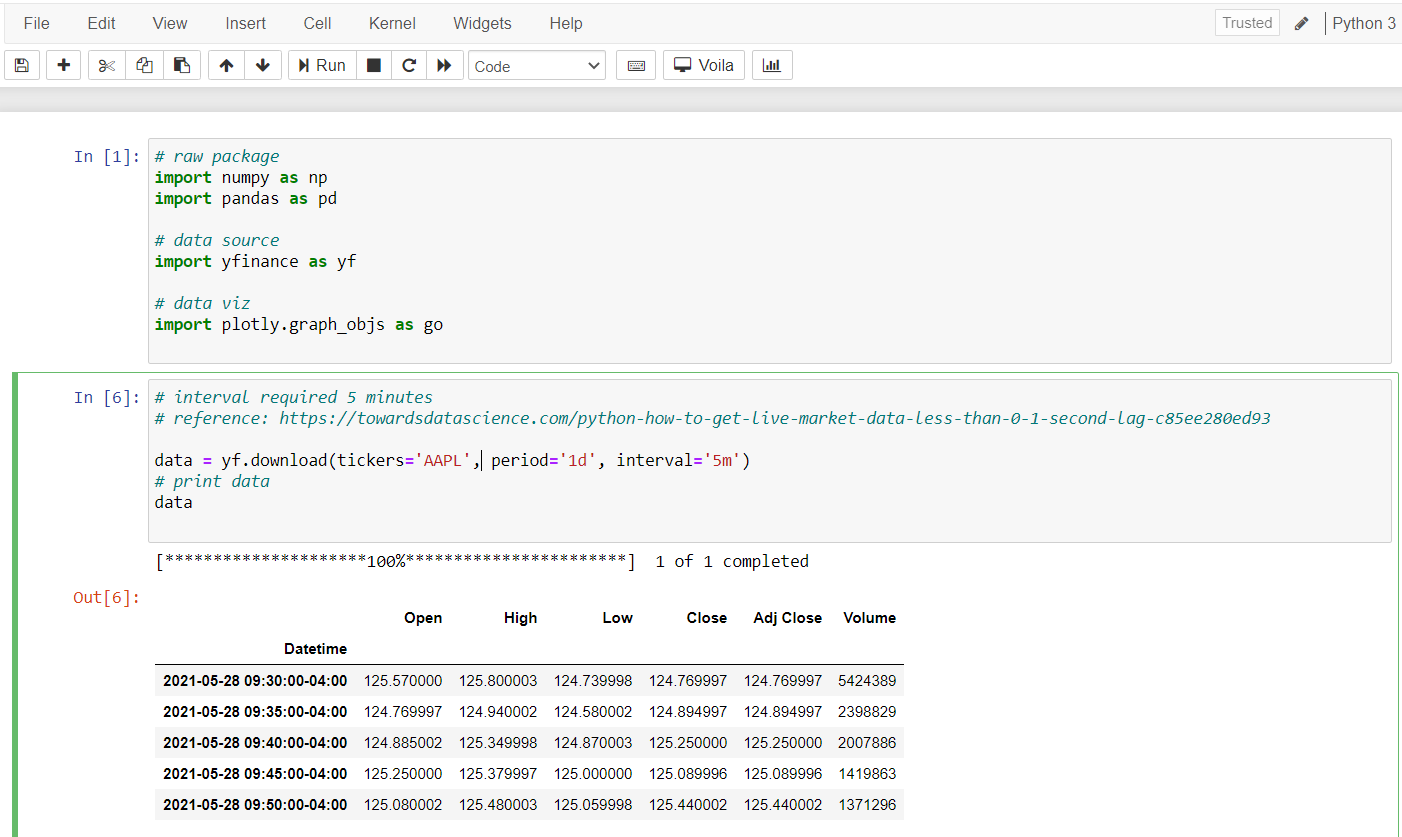 File Edit View Insert Cell Kernel Widgets Help Trusted Python 3
Run Code Voila
In [1]:
# raw package
import numpy as np
import pandas as pd
# data source
import yfinance as yf
# data viz
import plotly.graph_objs as go
In [6]:
# interval required 5 minutes
# reference: https://towardsdatascience.com/python-how-to-get-live-market-data-less-than-0-1-second-lag-c85ee280ed93
data = yf.download(tickers='AAPL', period='1d', interval='5m')
# print data
data
[*********************100%***********************] 1 of 1 completed
Out[6]:
Open High Low Close Adj Close Volume
Datetime
2021-05-28 09:30:00-04:00 125.570000 125.800003 124.739998 124.769997 124.769997 5424389
2021-05-28 09:35:00-04:00 124.769997 124.940002 124.580002 124.894997 124.894997 2398829
2021-05-28 09:40:00-04:00 124.885002 125.349998 124.870003 125.250000 125.250000 2007886
2021-05-28 09:45:00-04:00 125.250000 125.379997 125.000000 125.089996 125.089996 1419863
2021-05-28 09:50:00-04:00 125.080002 125.480003 125.059998 125.440002 125.440002 1371296